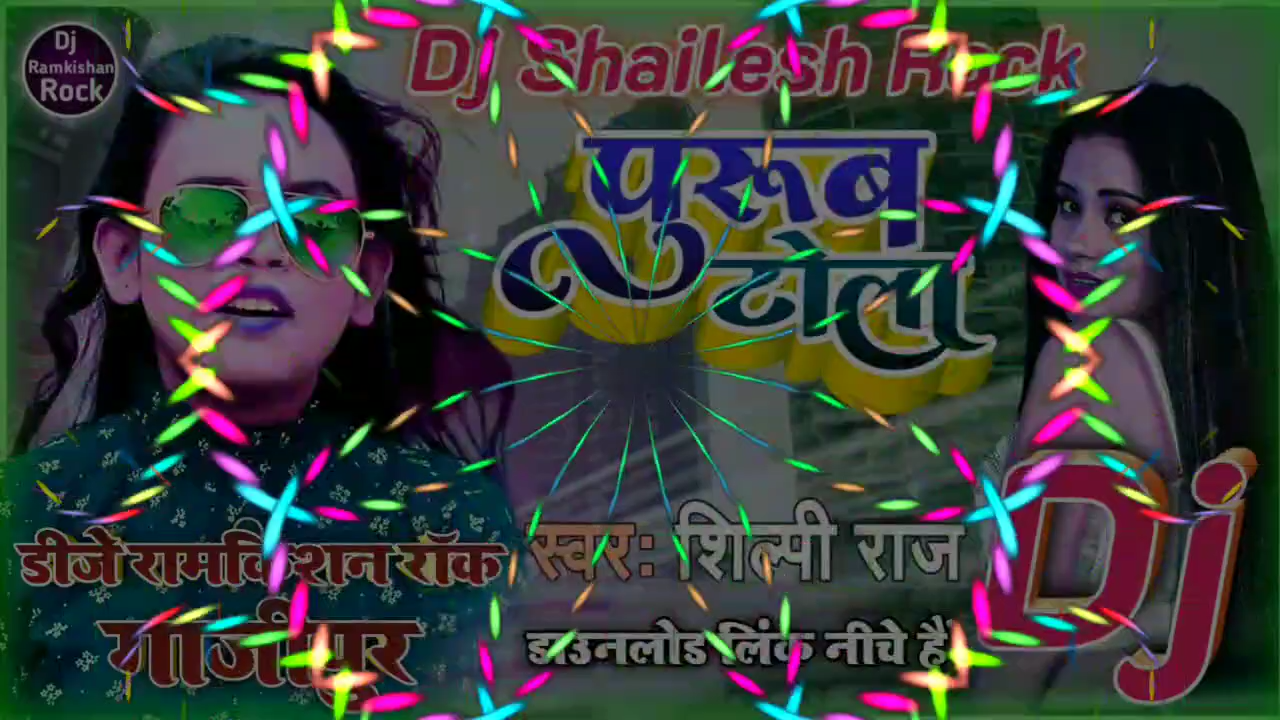 Dj
Ramkishan
Rock
Dj Shailesh Rock
पुरूब
टोला
स्वर: शिल्पी राज
डीजे रामकिशन रॉक
गाजीपुर
डाउनलोड लिंक नीचे है
Dj